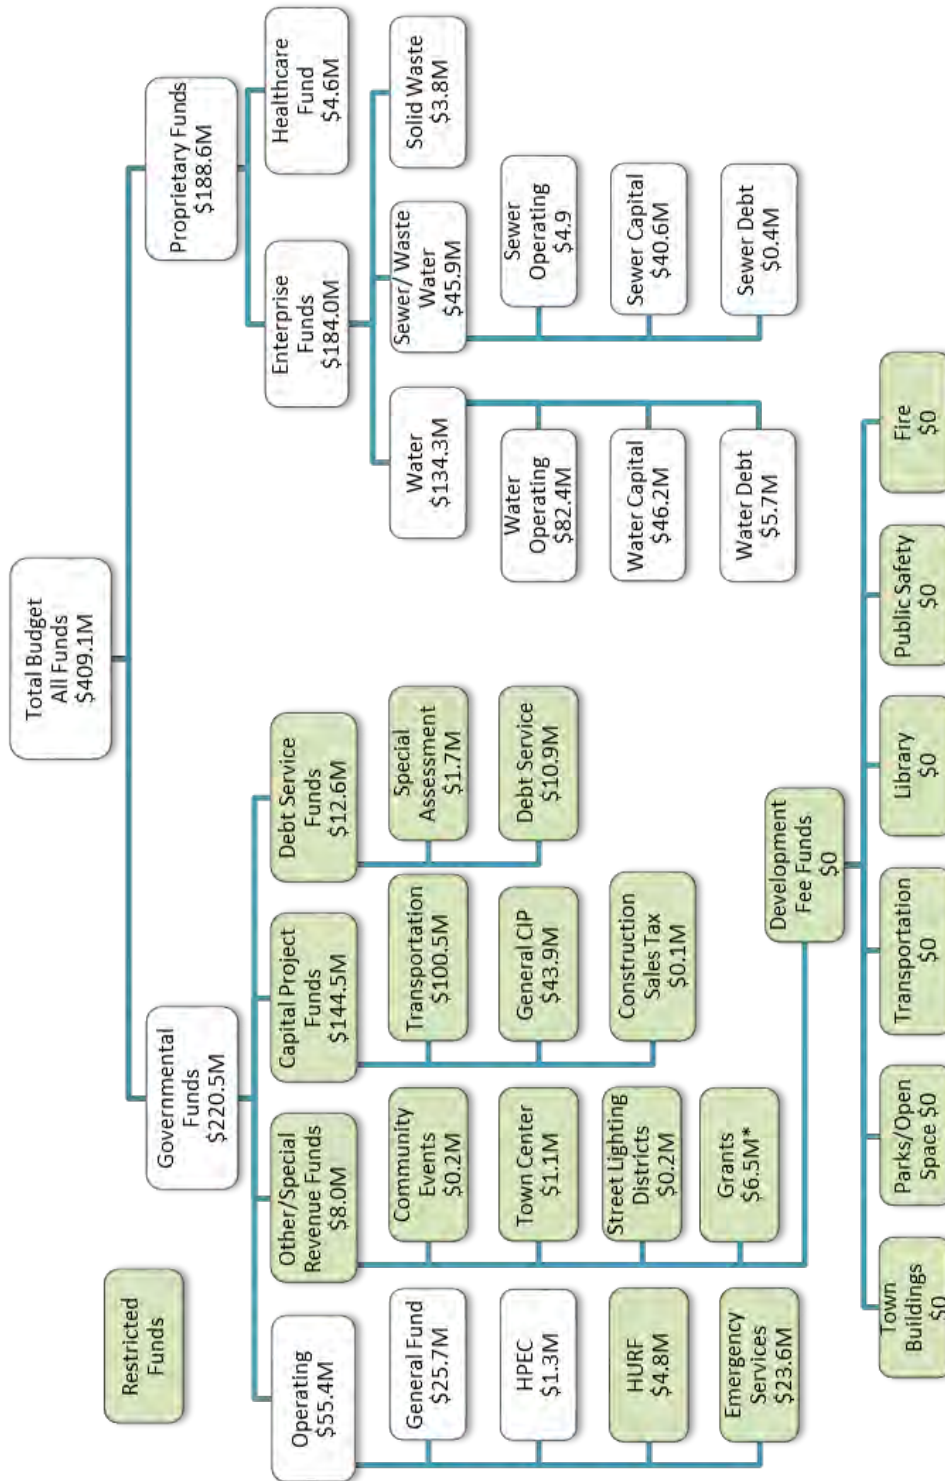 Total Budget
All Funds
$409.1M
Restricted
Funds
Governmental
Funds
$220.5M
Proprietary Funds
$188.6M
Operating
$55.4M
Other/Special
Revenue Funds
$8.0M
Capital Project
Funds
$144.5M
Debt Service
Funds
$12.6M
Enterprise
Funds
$184.0M
Healthcare
Fund
$4.6M
General Fund
$25.7M
Community
Events
$0.2M
Transportation
$100.5M
Special
Assessment
$1.7M
Water
$134.3M
Sewer/ Waste
Water
$45.9M
Solid Waste
$3.8M
HPEC
$1.3M
Town Center
$1.1M
General CIP
$43.9M
Debt Service
$10.9M
Water
Operating
$82.4M
Sewer
Operating
$4.9
HURF
$4.8M
Street Lighting
Districts
$0.2M
Construction
Sales Tax
$0.1M
Water Capital
$46.2M
Sewer Capital
$40.6M
Emergency
Services
$23.6M
Grants
$6.5M*
Water Debt
$5.7M
Sewer Debt
$0.4M
Development
Fee Funds
$0
Town
Buildings
$0
Parks/Open
Space $0
Transportation
$0
Library
$0
Public Safety
$0
Fire
$0